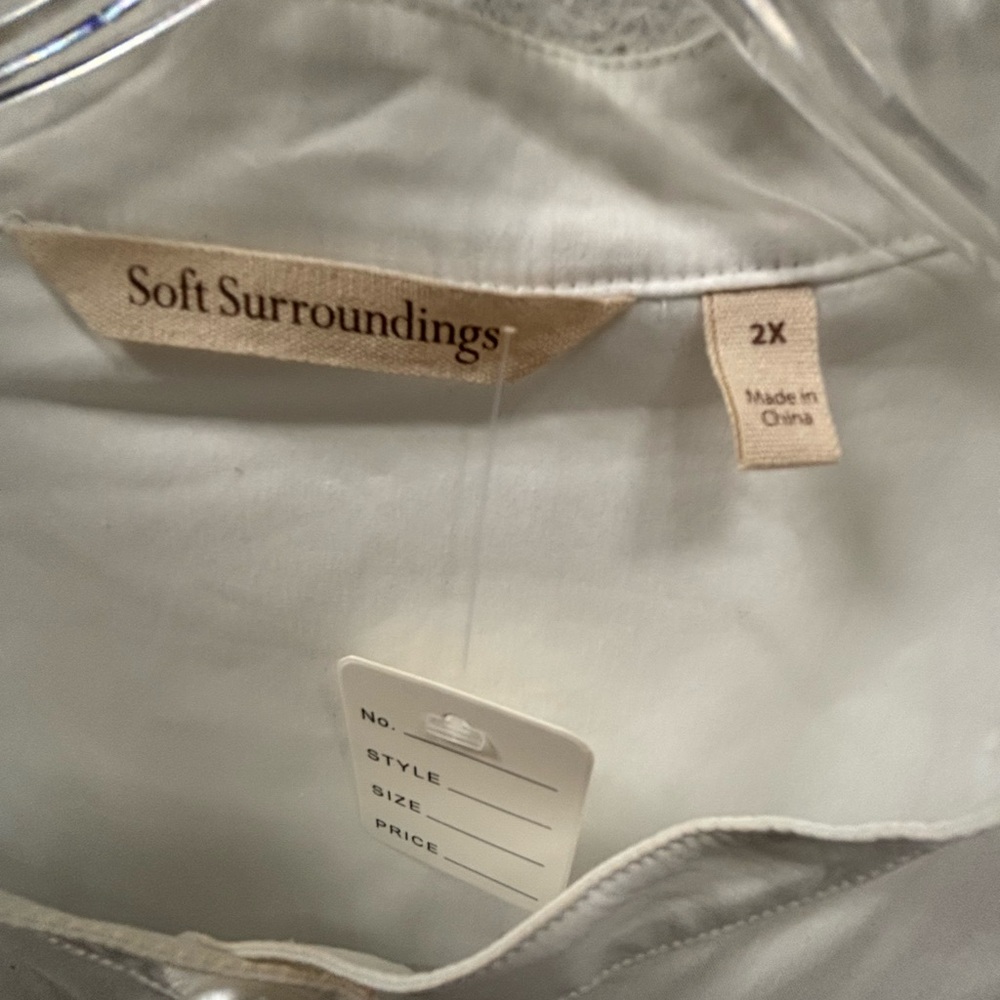 Soft Surroundings
2X
Made in
China
No.
STYLE
SIZE
PRICE